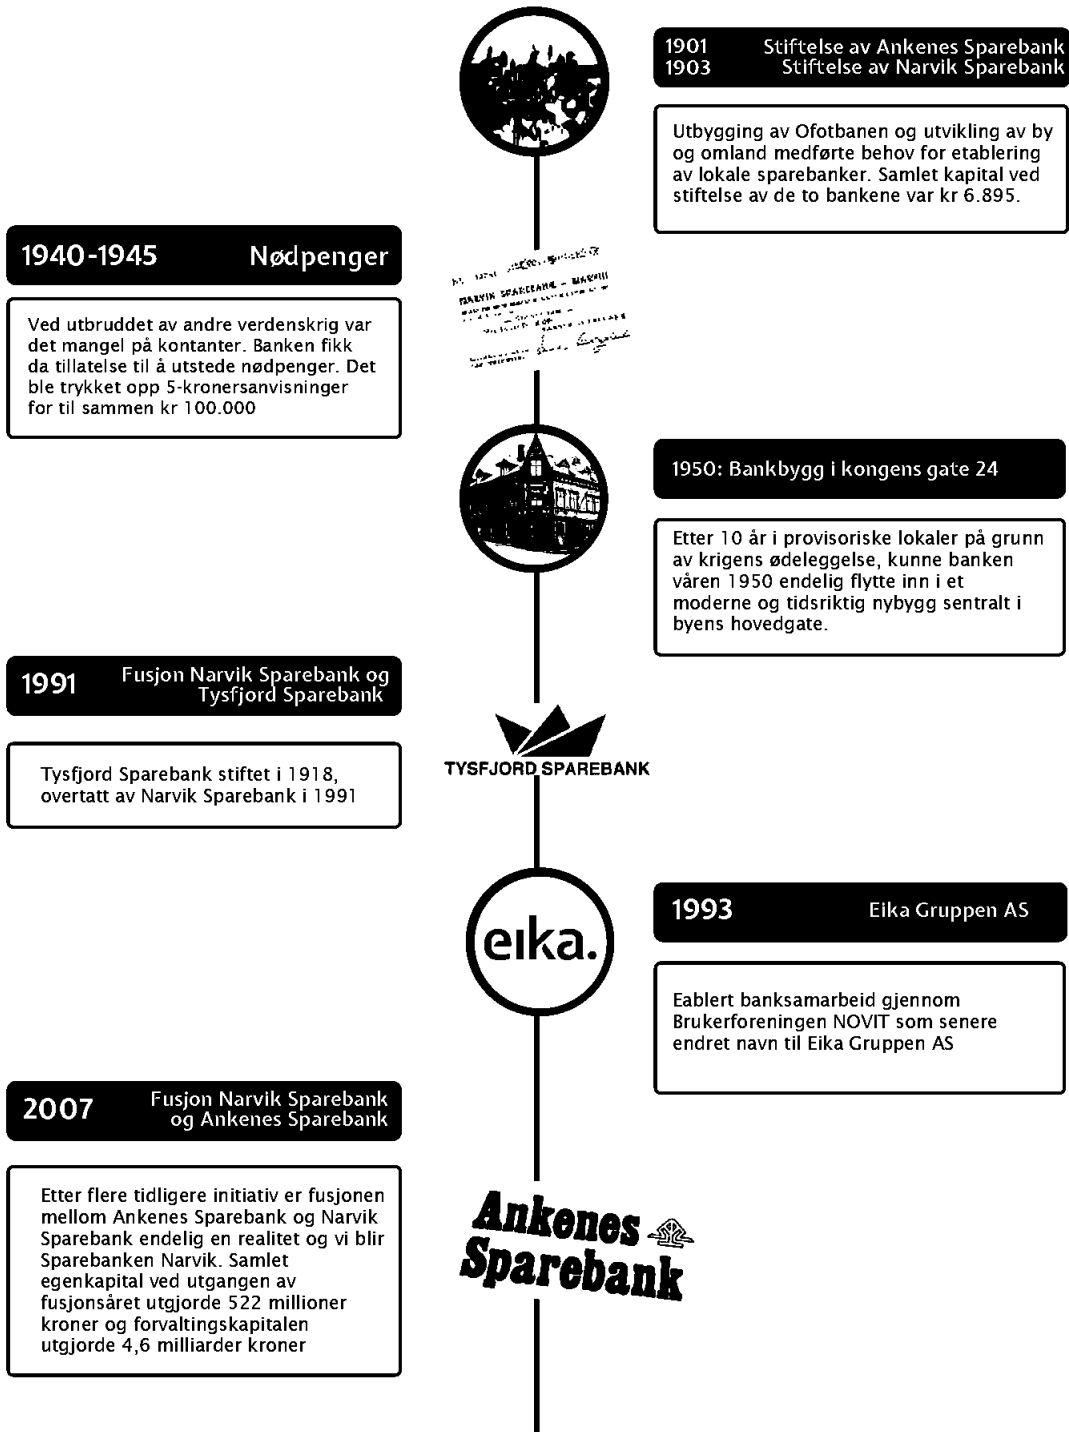 1901 Stiftelse av Ankenes Sparebank
1903 Stiftelse av Narvik Sparebank
Utbygging av Ofotbanen og utvikling av by
og omland medførte behov for etablering
av lokale sparebanker. Samlet kapital ved
stiftelse av de to bankene var kr 6.895.
1940-1945 Nødpenger
Ved utbruddet av andre verdenskrig var
det mangel på kontanter. Banken fikk
da tillatelse til å utstede nødpenger. Det
ble trykket opp 5-kronersanvisninger
for til sammen kr 100.000
NARVIK SPAREBANK - NARVIK
1950: Bankbygg i kongens gate 24
Etter 10 år i provisoriske lokaler på grunn
av krigens ødeleggelse, kunne banken
våren 1950 endelig flytte inn i et
moderne og tidsriktig nybygg sentralt i
byens hovedgate.
1991 Fusjon Narvik Sparebank og
Tysfjord Sparebank
Tysfjord Sparebank stiftet i 1918,
overtatt av Narvik Sparebank i 1991
TYSFJORD SPAREBANK
eika.
1993 Eika Gruppen AS
Eablert banksamarbeid gjennom
Brukerforeningen NOVIT som senere
endret navn til Eika Gruppen AS
2007 Fusjon Narvik Sparebank
og Ankenes Sparebank
Etter flere tidligere initiativ er fusjonen
mellom Ankenes Sparebank og Narvik
Sparebank endelig en realitet og vi blir
Sparebanken Narvik. Samlet
egenkapital ved utgangen av
fusjonsåret utgjorde 522 millioner
kroner og forvaltingskapitalen
utgjorde 4,6 milliarder kroner
Ankenes
Sparebank